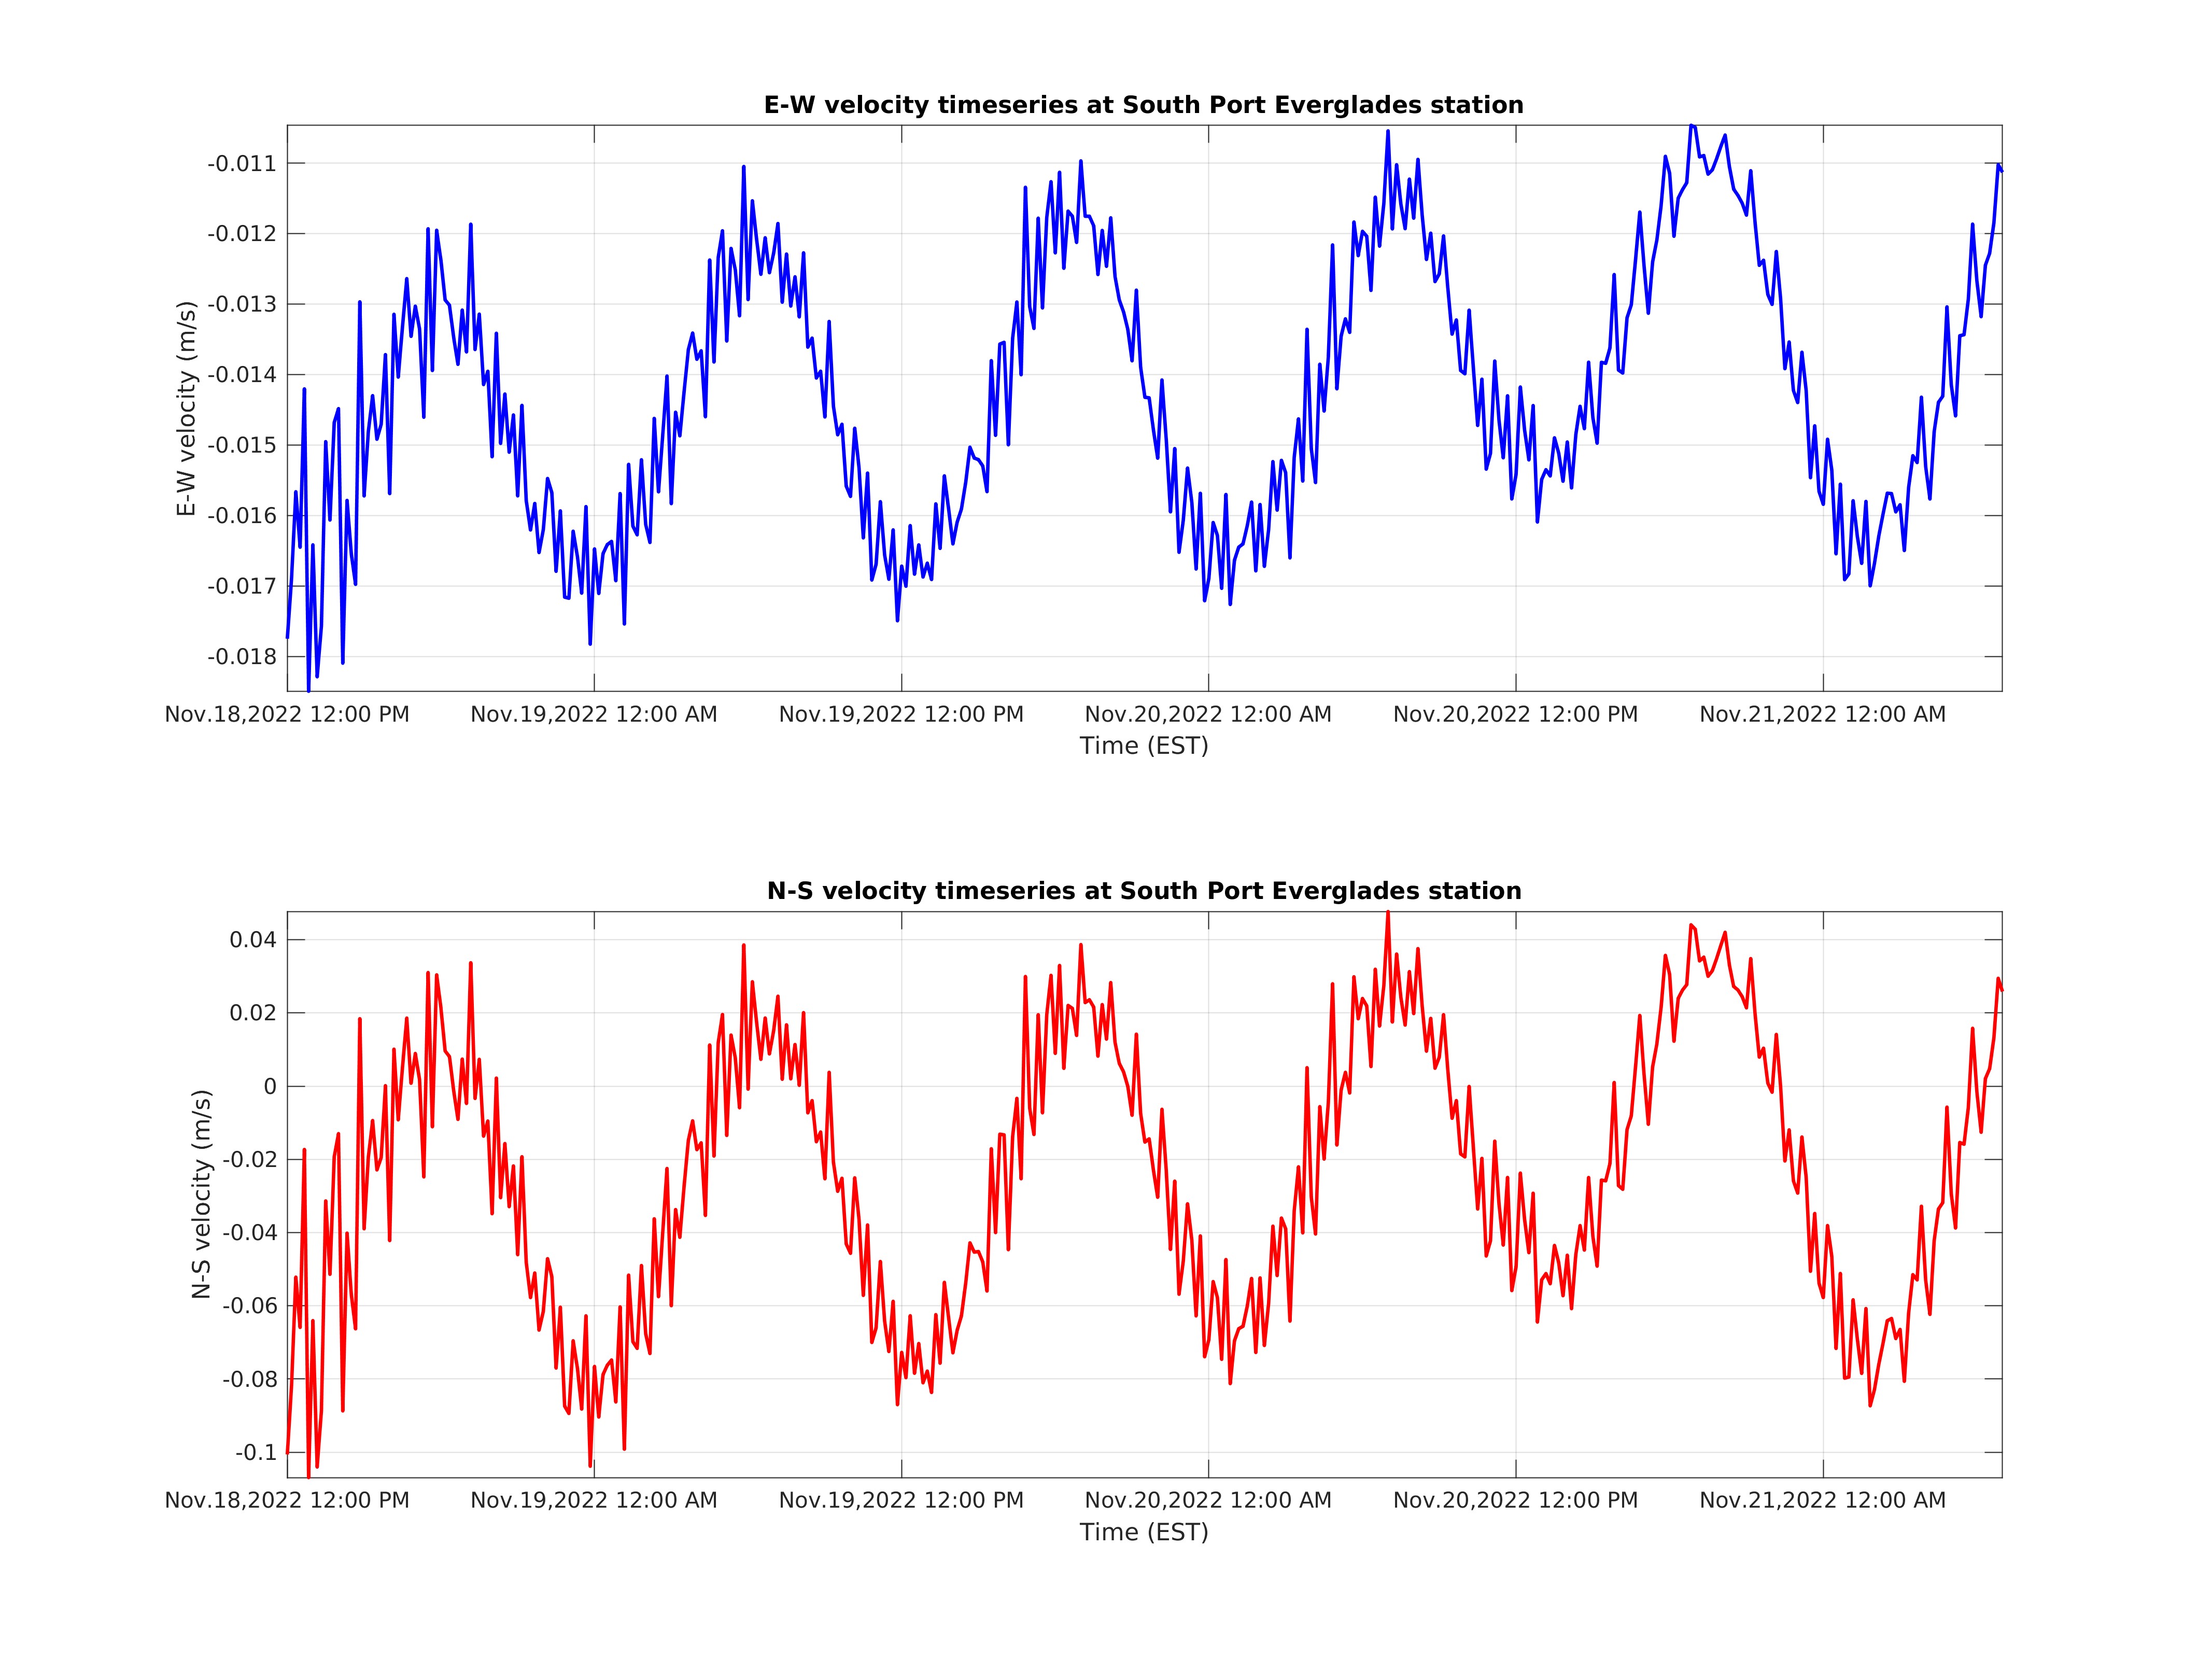 E-W velocity timeseries at South Port Everglades station
-0.011
-0.012
-0.013
-0.014
-0.015
-0.016
-0.017
-0.018
E-W velocity (m/s)
Nov.18,2022 12:00 PM Nov.19,2022 12:00 AM Nov.19,2022 12:00 PM Nov.20,2022 12:00 AM Nov.20,2022 12:00 PM Nov.21,2022 12:00 AM
Time (EST)
N-S velocity timeseries at South Port Everglades station
0.04
0.02
0
-0.02
-0.04
-0.06
-0.08
-0.1
N-S velocity (m/s)
Nov.18,2022 12:00 PM Nov.19,2022 12:00 AM Nov.19,2022 12:00 PM Nov.20,2022 12:00 AM Nov.20,2022 12:00 PM Nov.21,2022 12:00 AM
Time (EST)